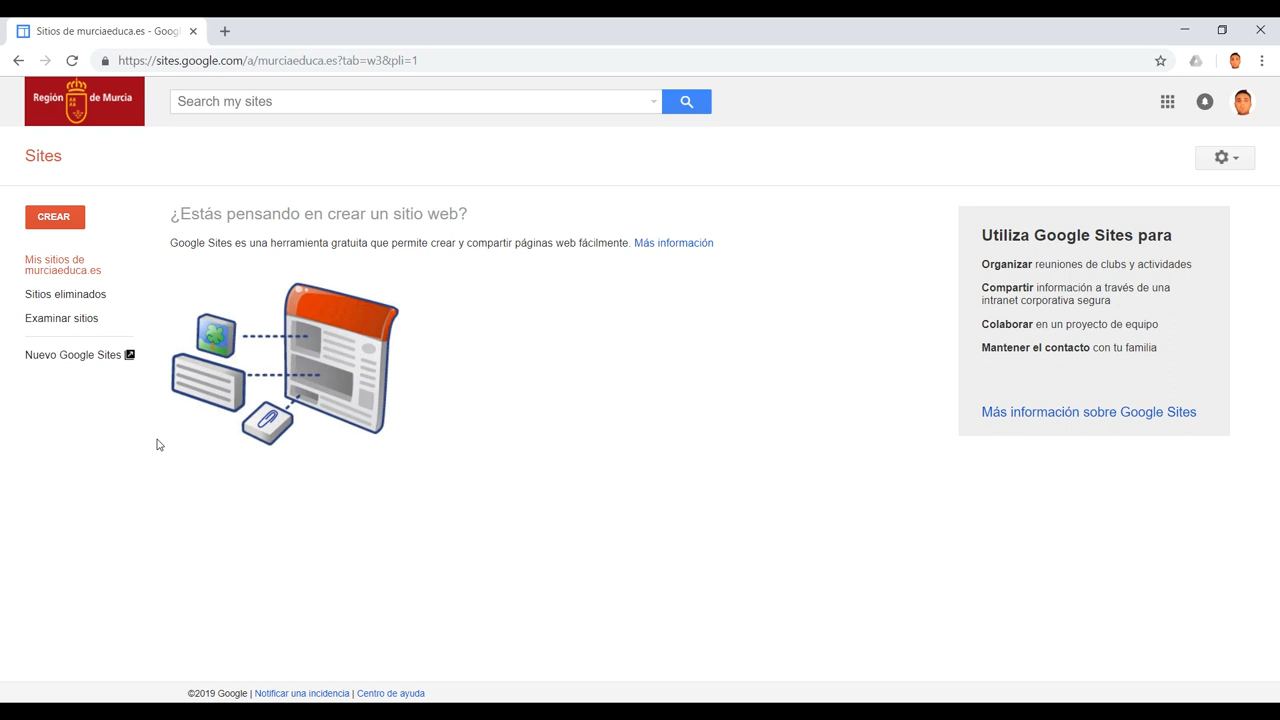 Sitios de murciaeduca.es - Goog
https://sites.google.com/a/murciaeduca.es?tab=w3&pli=1
Región de Murcia
Search my sites
Sites
CREAR
Mis sitios de
murciaeduca.es
Sitios eliminados
Examinar sitios
Nuevo Google Sites
¿Estás pensando en crear un sitio web?
Google Sites es una herramienta gratuita que permite crear y compartir páginas web fácilmente. Más información
Utiliza Google Sites para
Organizar reuniones de clubs y actividades
Compartir información a través de una
intranet corporativa segura
Colaborar en un proyecto de equipo
Mantener el contacto con tu familia
Más información sobre Google Sites
©2019 Google | Notificar una incidencia | Centro de ayuda